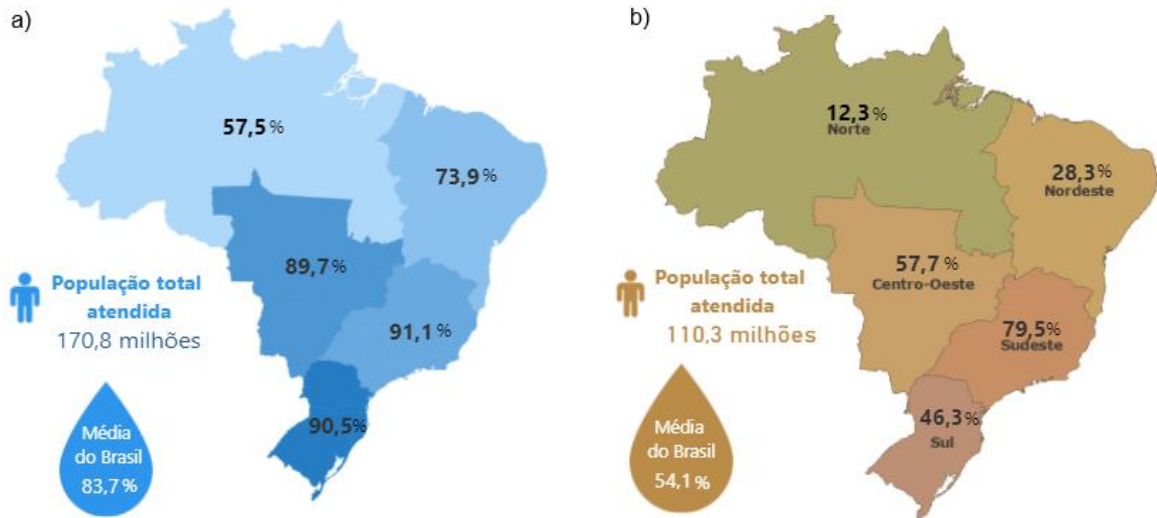 a)
57,5 %
73,9 %
89,7 %
91,1 %
90,5%
População total
atendida
170,8 milhões
Média
do Brasil
83,7 %
b)
12,3 %
Norte
28,3 %
Nordeste
57,7 %
Centro-Oeste
79,5%
Sudeste
46,3%
Sul
População total
atendida
110,3 milhões
Média
do Brasil
54,1 %